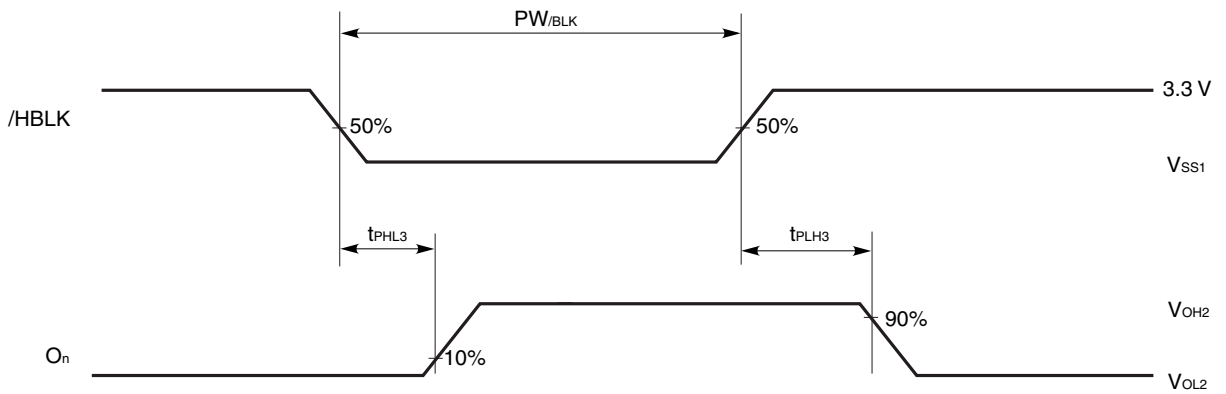 PW/BLK
3.3 V
/HBLK
50%
50%
VSS1
tPHL3
tPLH3
VOH2
90%
On
10%
VOL2